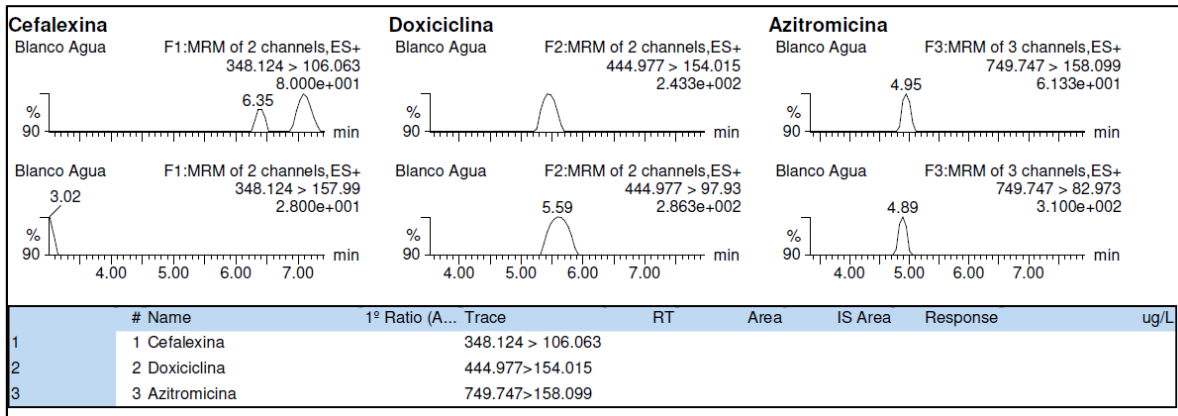 Cefalexina
Blanco Agua F1:MRM of 2 channels,ES+
348.124 > 106.063
8.000e+001
6.35
%
90
min
Blanco Agua F1:MRM of 2 channels,ES+
348.124 > 157.99
2.800e+001
3.02
%
90
min
4.00 5.00 6.00 7.00
Doxiciclina
Blanco Agua F2:MRM of 2 channels,ES+
444.977 > 154.015
2.433e+002
%
90
min
Blanco Agua F2:MRM of 2 channels,ES+
444.977 > 97.93
2.863e+002
5.59
%
90
min
4.00 5.00 6.00 7.00
Azitromicina
Blanco Agua F3:MRM of 3 channels,ES+
749.747 > 158.099
6.133e+001
4.95
%
90
min
Blanco Agua F3:MRM of 3 channels,ES+
749.747 > 82.973
3.100e+002
4.89
%
90
min
4.00 5.00 6.00 7.00
# Name 1º Ratio (A... Trace RT Area IS Area Response ug/L
1 1 Cefalexina 348.124 > 106.063
2 2 Doxiciclina 444.977>154.015
3 3 Azitromicina 749.747>158.099